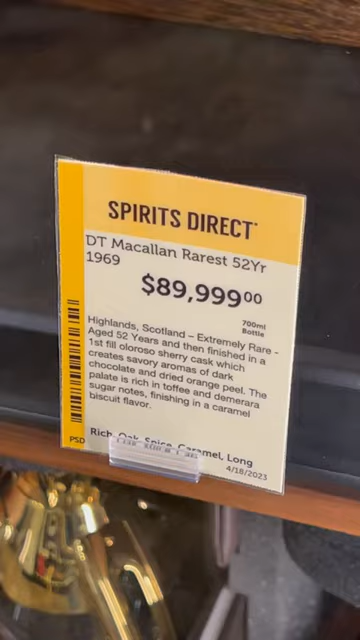 SPIRITS DIRECT
DT Macallan Rarest 52Yr
1969
$89,999⁰⁰
700ml
Bottle
Highlands, Scotland – Extremely Rare -
Aged 52 Years and then finished in a
1st fill oloroso sherry cask which
creates savory aromas of dark
chocolate and dried orange peel. The
palate is rich in toffee and demerara
sugar notes, finishing in a caramel
biscuit flavor.
Rich, Oak, Spice, Caramel, Long
PSD
4/18/2023